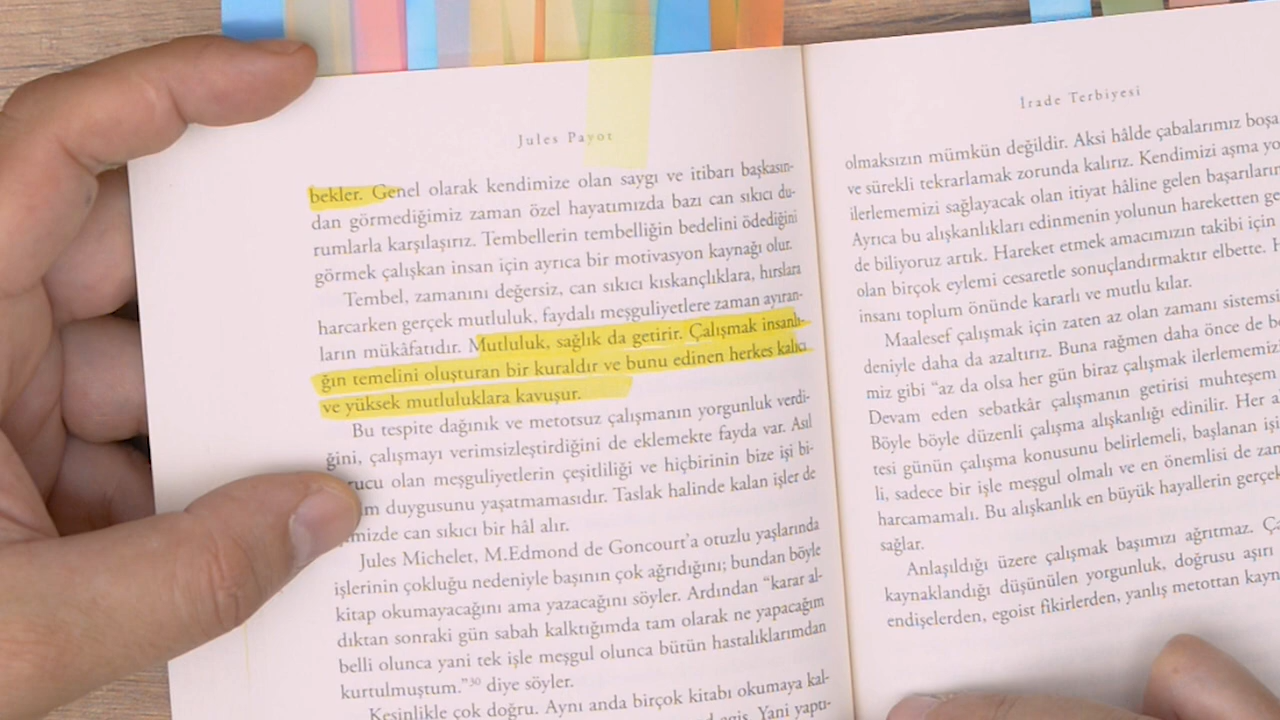 Jules Payot
bekler. Genel olarak kendimize olan saygı ve itibarı başkasın-
dan görmediğimiz zaman özel hayatımızda bazı can sıkıcı du-
rumlarla karşılaşırız. Tembellerin tembelliğin bedelini ödediğini
görmek çalışkan insan için ayrıca bir motivasyon kaynağı olur.
Tembel, zamanını değersiz, can sıkıcı kıskançlıklara, hırslara
harcarken gerçek mutluluk, faydalı meşguliyetlere zaman ayıran-
ların mükâfatıdır. Mutluluk, sağlık da getirir. Çalışmak insanlı-
ğın temelini oluşturan bir kuraldır ve bunu edinen herkes kalıcı
ve yüksek mutluluklara kavuşur.
Bu tespite dağınık ve metotsuz çalışmanın yorgunluk verdi-
ğini, çalışmayı verimsizleştirdiğini de eklemekte fayda var. Asıl
rucu olan meşguliyetlerin çeşitliliği ve hiçbirinin bize işi bi-
m duygusunu yaşatmamasıdır. Taslak halinde kalan işler de
mizde can sıkıcı bir hâl alır.
Jules Michelet, M.Edmond de Goncourt'a otuzlu yaşlarında
işlerinin çokluğu nedeniyle başının çok ağrıdığını; bundan böyle
kitap okumayacağını ama yazacağını söyler. Ardından “karar al-
dıktan sonraki gün sabah kalktığımda tam olarak ne yapacağım
belli olunca yani tek işle meşgul olunca bütün hastalıklarımdan
kurtulmuştum.”³⁰ diye söyler.
Kesinlikle çok doğru. Aynı anda birçok kitabı okumaya kal-
Yani yaptı-
İrade Terbiyesi
olmaksızın mümkün değildir. Aksi hâlde çabalarımız boşa
ve sürekli tekrarlamak zorunda kalırız. Kendimizi aşma yo
ilerlememizi sağlayacak olan itiyat hâline gelen başarıların
Ayrıca bu alışkanlıkları edinmenin yolunun hareketten ge
de biliyoruz artık. Hareket etmek amacımızın takibi için
olan birçok eylemi cesaretle sonuçlandırmaktır elbette.
insanı toplum önünde kararlı ve mutlu kılar.
Maalesef çalışmak için zaten az olan zamanı sistemsi
deniyle daha da azaltırız. Buna rağmen daha önce de b
miz gibi “az da olsa her gün biraz çalışmak ilerlememizi
Devam eden sebatkâr çalışmanın getirisi muhteşem
Böyle böyle düzenli çalışma alışkanlığı edinilir. Her a
tesi günün çalışma konusunu belirlemeli, başlanan işi
li, sadece bir işle meşgul olmalı ve en önemlisi de zam
harcamamalı. Bu alışkanlık en büyük hayallerin gerçek
sağlar.
Anlaşıldığı üzere çalışmak başımızı ağrıtmaz. Ça
kaynaklandığı düşünülen yorgunluk, doğrusu aşırı
endişelerden, egoist fikirlerden, yanlış metottan kayn